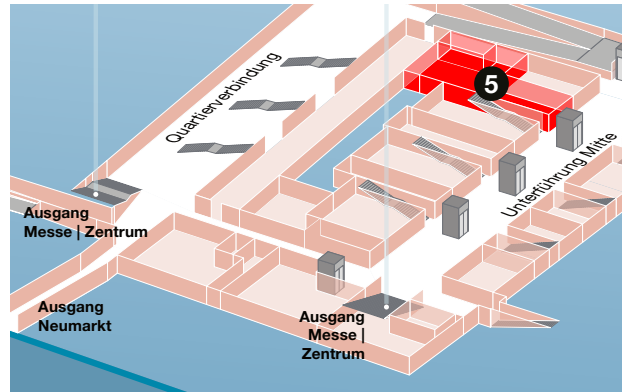 5
Quartierverbindung
Unterführung Mitte
Ausgang
Messe | Zentrum
Ausgang
Neumarkt
Ausgang
Messe |
Zentrum